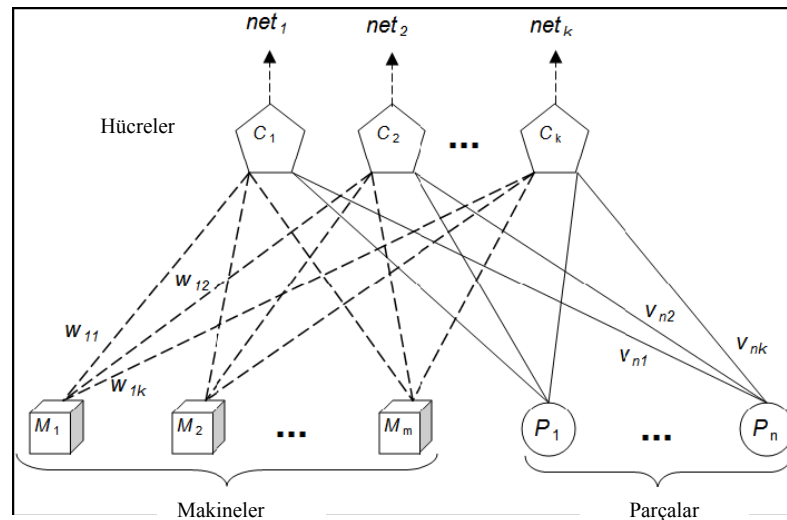 net1 net2 netk
Hücreler
C1 C2 ... Ck
w12
w11
vn2
vnk
vn1
w1k
M1 M2 ... Mm P1 ... Pn
Makineler Parçalar